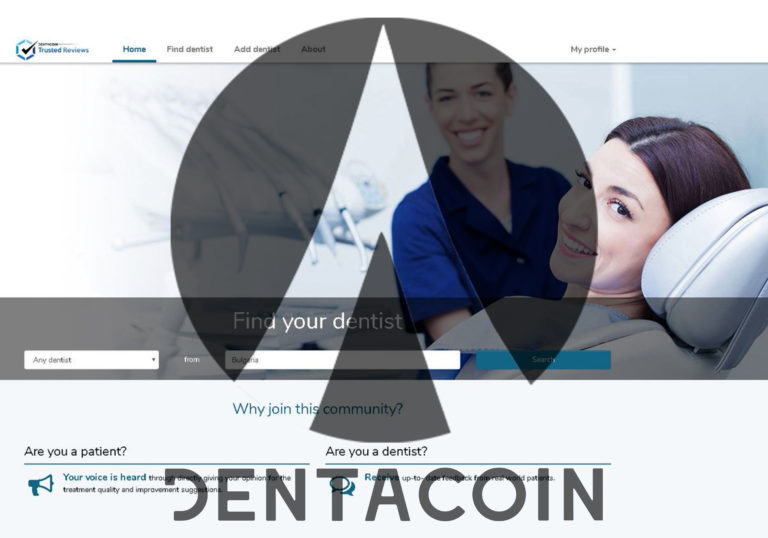 DENTACOIN
Trusted Reviews
Home Find dentist Add dentist About My profile
Find your dentist
Any dentist from Bulgaria Search
Why join this community?
Are you a patient?
Your voice is heard through directly giving your opinion for the
treatment quality and improvement suggestions.
Are you a dentist?
Receive up-to- date feedback from real world patients.
DENTACOIN